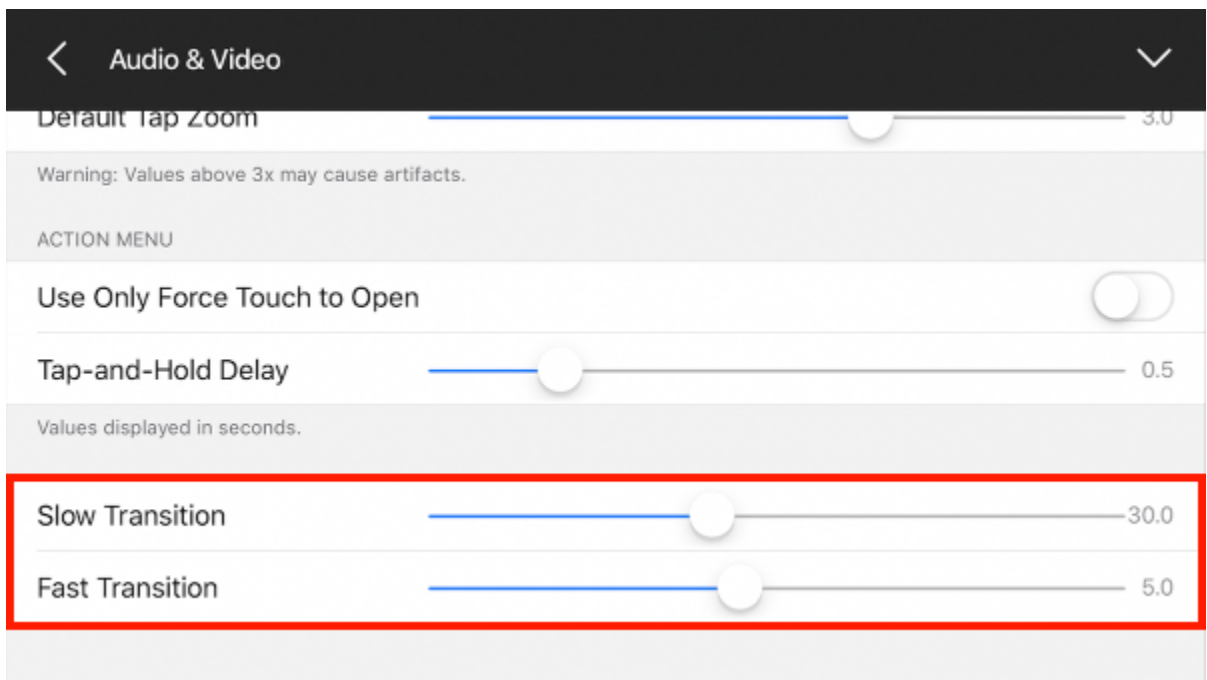 Audio & Video
Default Tap Zoom 3.0
Warning: Values above 3x may cause artifacts.
ACTION MENU
Use Only Force Touch to Open
Tap-and-Hold Delay 0.5
Values displayed in seconds.
Slow Transition 30.0
Fast Transition 5.0